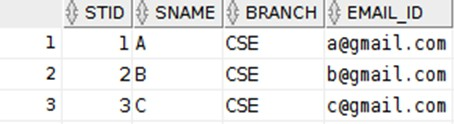 STID SNAME BRANCH EMAIL_ID
1 1 A CSE a@gmail.com
2 2 B CSE b@gmail.com
3 3 C CSE c@gmail.com